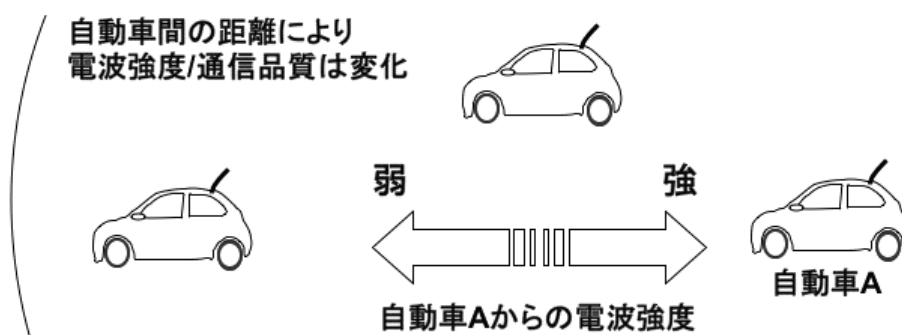 自動車間の距離により
電波強度/通信品質は変化
弱
強
自動車A
自動車Aからの電波強度